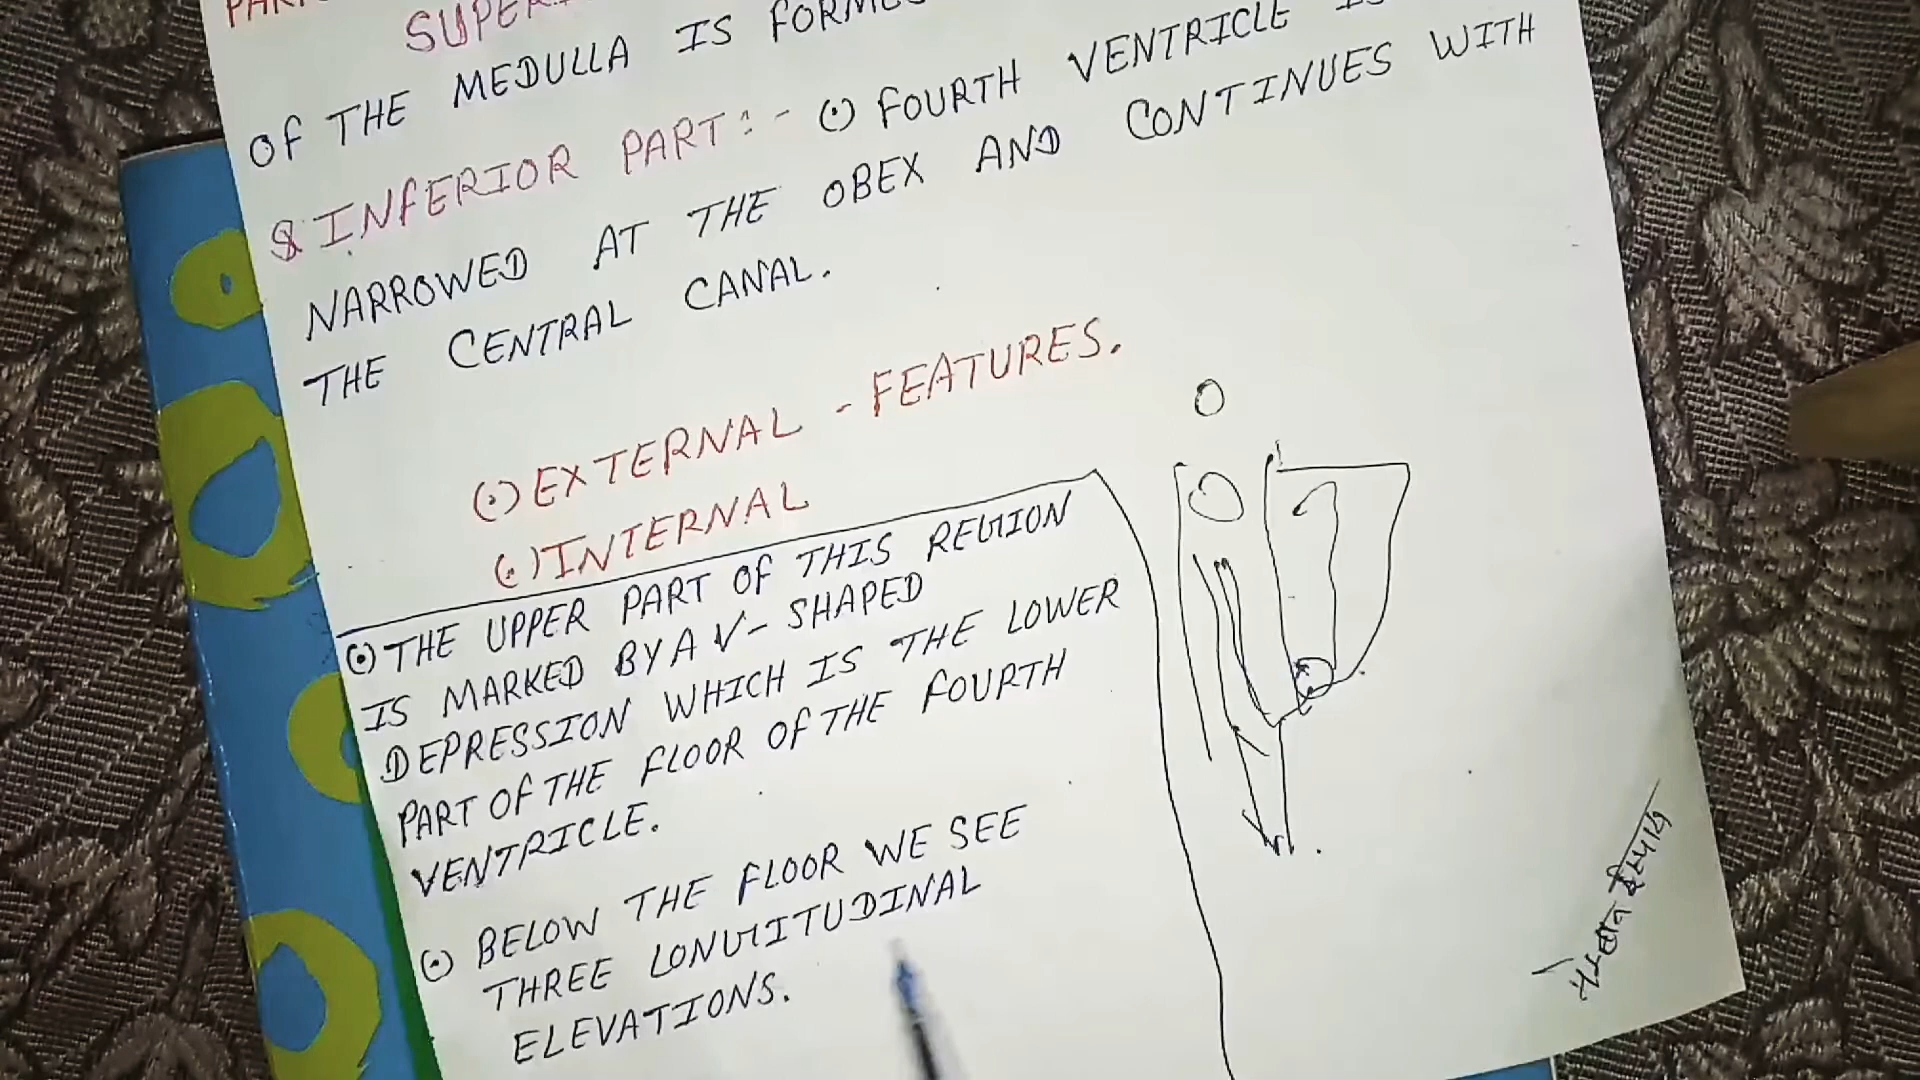 PAR
SUPER
OF THE MEDULLA IS FORME
& INFERIOR PART:- (•) FOURTH VENTRICLE IS
NARROWED AT THE OBEX AND CONTINUES WITH
THE CENTRAL CANAL.
(•) EXTERNAL - FEATURES.
(•) INTERNAL
(•) THE UPPER PART OF THIS REGION
IS MARKED BY A V-SHAPED
DEPRESSION WHICH IS THE LOWER
PART OF THE FLOOR OF THE FOURTH
VENTRICLE.
(•) BELOW THE FLOOR WE SEE
THREE LONGITUDINAL
ELEVATIONS.